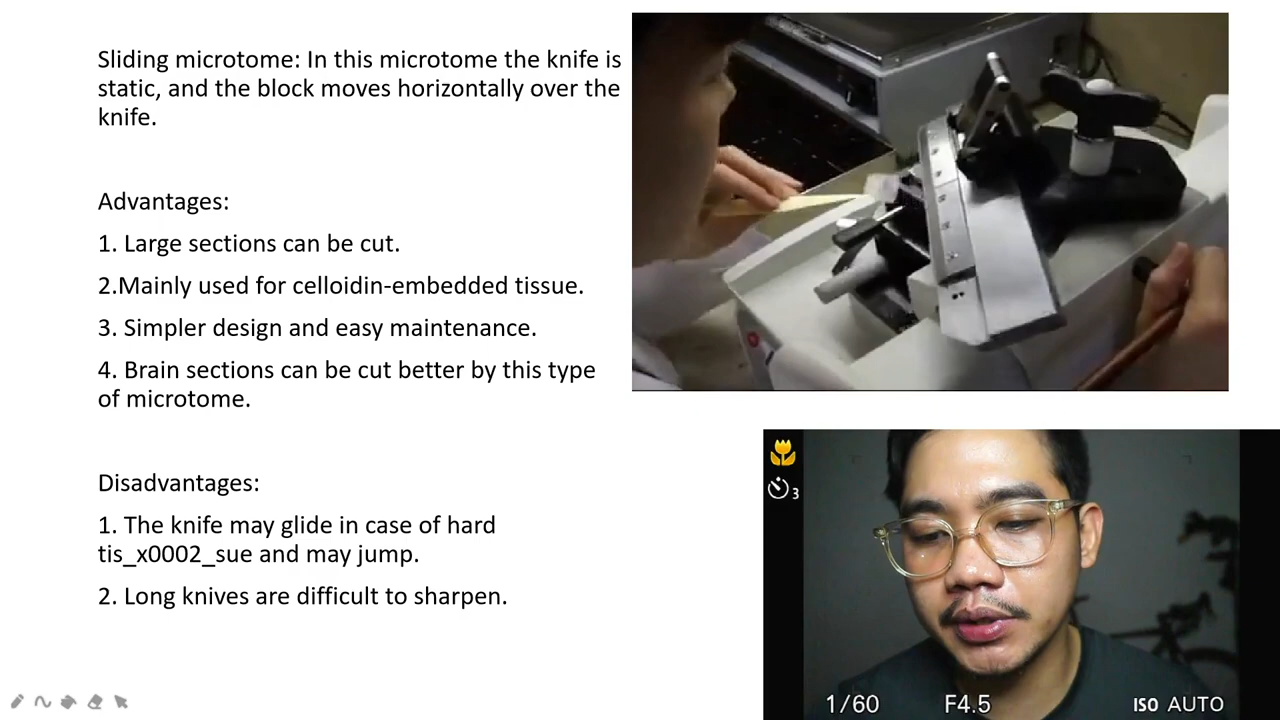 Sliding microtome: In this microtome the knife is
static, and the block moves horizontally over the
knife.
Advantages:
1. Large sections can be cut.
2.Mainly used for celloidin-embedded tissue.
3. Simpler design and easy maintenance.
4. Brain sections can be cut better by this type
of microtome.
Disadvantages:
1. The knife may glide in case of hard
tis_x0002_sue and may jump.
2. Long knives are difficult to sharpen.
3
1/60 F4.5 ISO AUTO